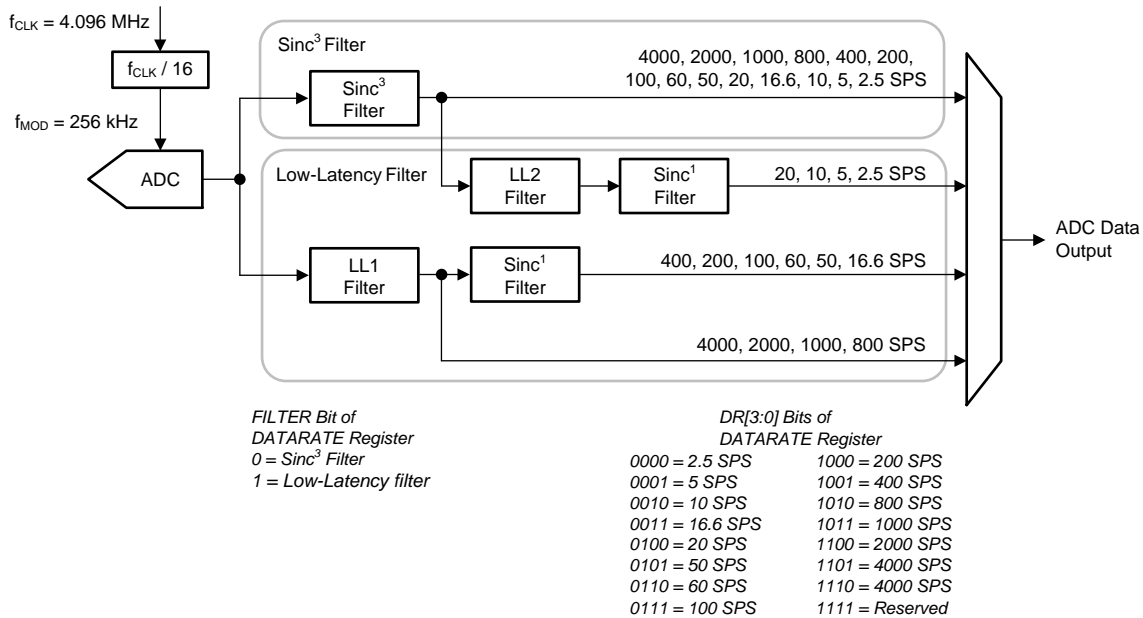 f_CLK = 4.096 MHz
f_CLK / 16
f_MOD = 256 kHz
ADC
Sinc³ Filter
Sinc³
Filter
4000, 2000, 1000, 800, 400, 200,
100, 60, 50, 20, 16.6, 10, 5, 2.5 SPS
Low-Latency Filter
LL2
Filter
Sinc¹
Filter
20, 10, 5, 2.5 SPS
LL1
Filter
Sinc¹
Filter
400, 200, 100, 60, 50, 16.6 SPS
4000, 2000, 1000, 800 SPS
ADC Data
Output
FILTER Bit of
DATARATE Register
0 = Sinc³ Filter
1 = Low-Latency filter
DR[3:0] Bits of
DATARATE Register
0000 = 2.5 SPS
0001 = 5 SPS
0010 = 10 SPS
0011 = 16.6 SPS
0100 = 20 SPS
0101 = 50 SPS
0110 = 60 SPS
0111 = 100 SPS
1000 = 200 SPS
1001 = 400 SPS
1010 = 800 SPS
1011 = 1000 SPS
1100 = 2000 SPS
1101 = 4000 SPS
1110 = 4000 SPS
1111 = Reserved